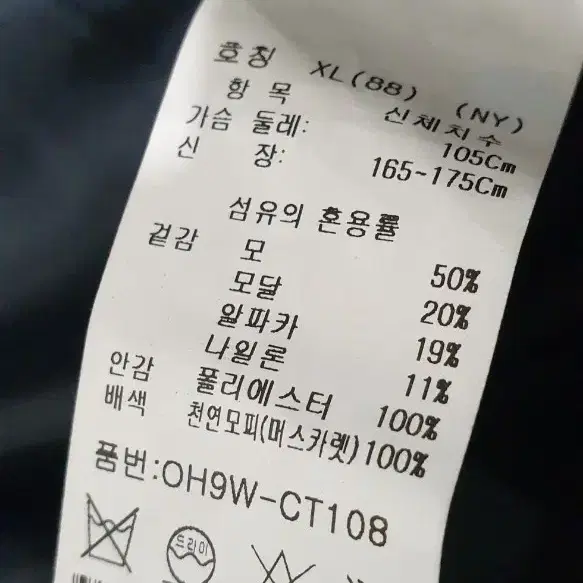 호칭 XL(88) (NY)
항 목 신체치수
가슴 둘레: 105Cm
신 장: 165~175Cm
섬유의 혼용률
겉감 모 50%
모달 20%
알파카 19%
나일론 11%
안감 폴리에스터 100%
배색 천연모피(머스카렛) 100%
품번:OH9W-CT108
드라이